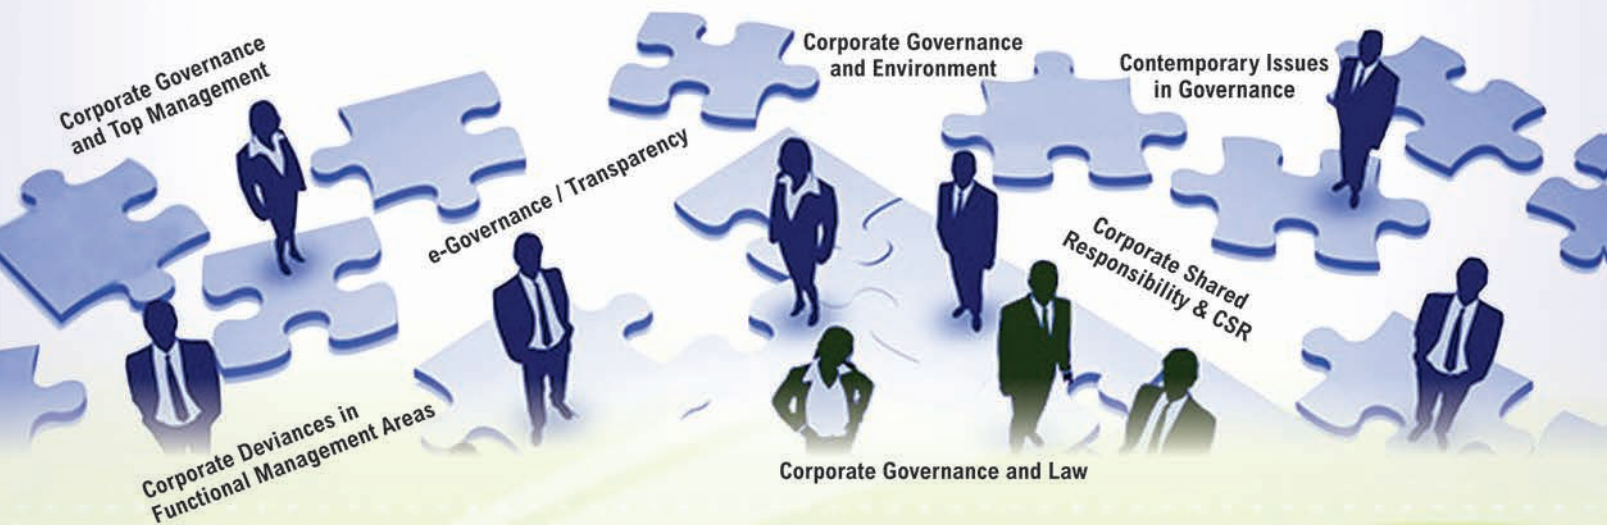 Corporate Governance
and Top Management
Corporate Governance
and Environment
Contemporary Issues
in Governance
e-Governance / Transparency
Corporate Shared
Responsibility & CSR
Corporate Deviances in
Functional Management Areas
Corporate Governance and Law